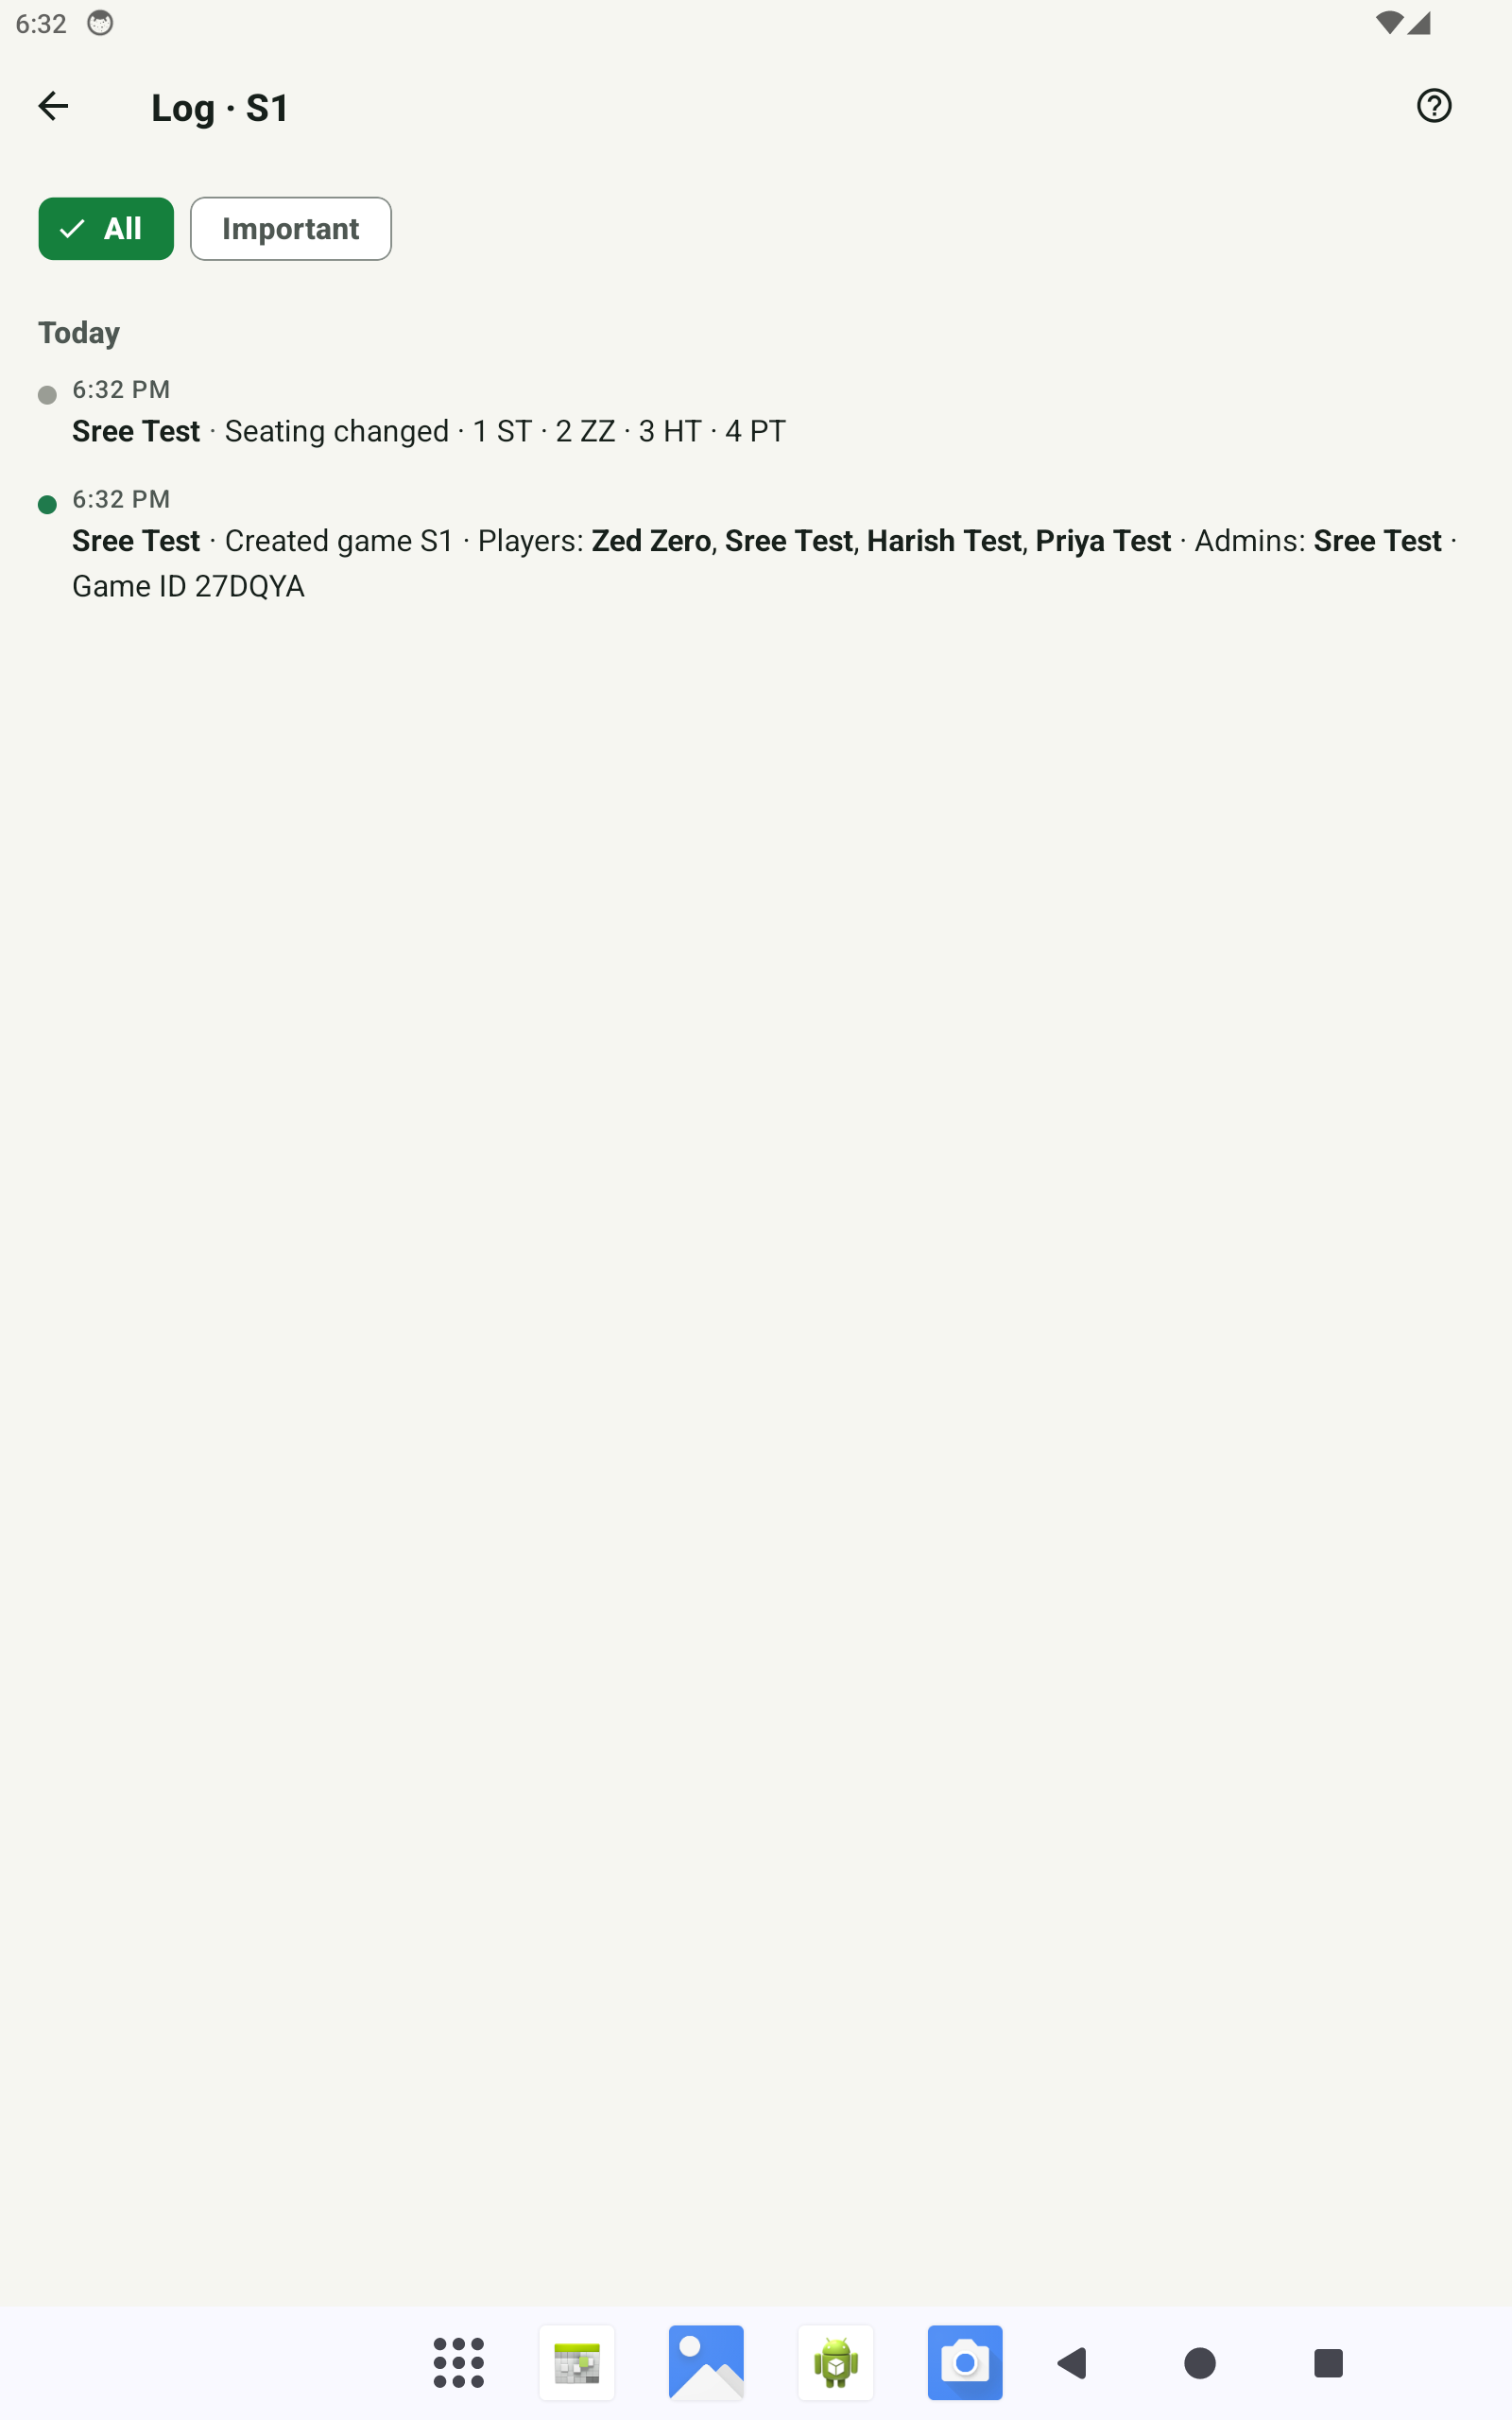 6:32
Log · S1
All
Important
Today
6:32 PM
Sree Test · Seating changed · 1 ST · 2 ZZ · 3 HT · 4 PT
6:32 PM
Sree Test · Created game S1 · Players: Zed Zero, Sree Test, Harish Test, Priya Test · Admins: Sree Test ·
Game ID 27DQYA